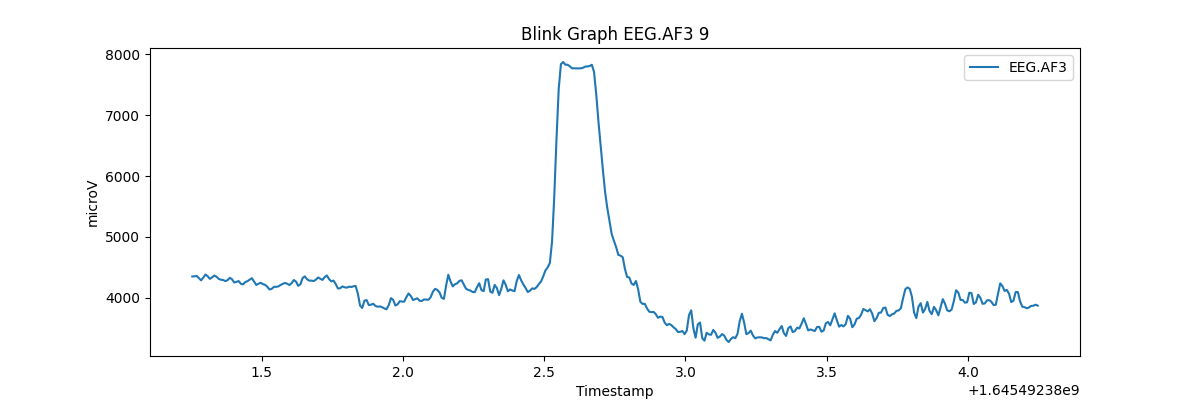 Blink Graph EEG.AF3 9
EEG.AF3
8000
7000
6000
5000
4000
microV
1.5 2.0 2.5 3.0 3.5 4.0
Timestamp
+1.64549238e9